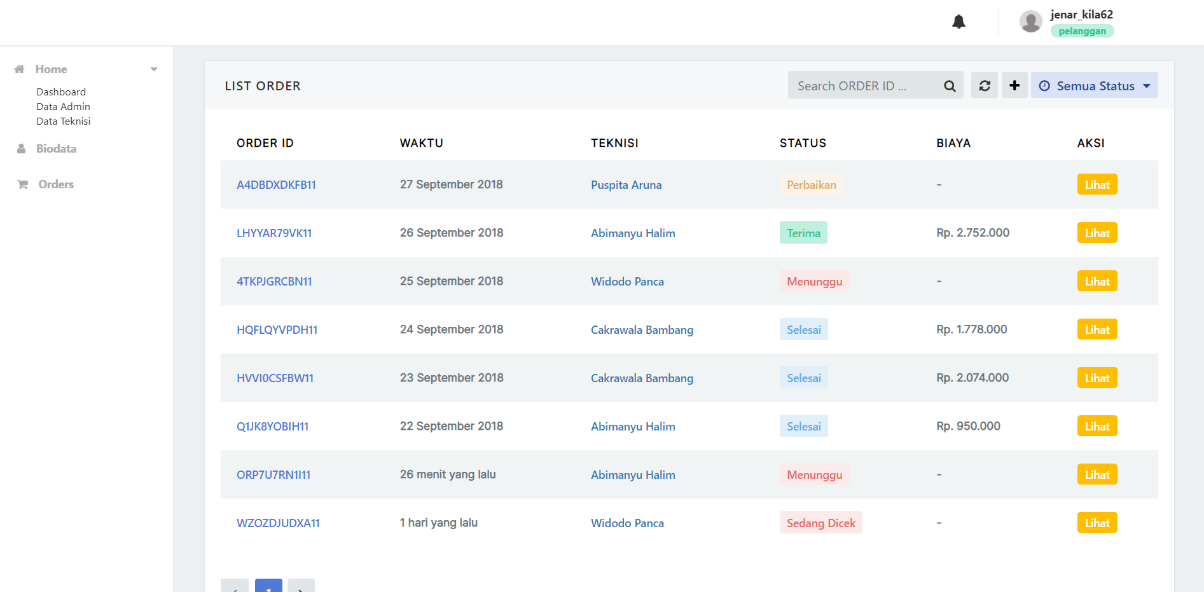 jenar_kila62
pelanggan
Home
Dashboard
Data Admin
Data Teknisi
Biodata
Orders
LIST ORDER
Search ORDER ID ...
Semua Status
ORDER ID WAKTU TEKNISI STATUS BIAYA AKSI
A4DBDXDKFB11 27 September 2018 Puspita Aruna Perbaikan - Lihat
LHYYAR79VK11 26 September 2018 Abimanyu Halim Terima Rp. 2.752.000 Lihat
4TKPJGRCBN11 25 September 2018 Widodo Panca Menunggu - Lihat
HQFLQYVPDH11 24 September 2018 Cakrawala Bambang Selesai Rp. 1.778.000 Lihat
HVVI0CSFBW11 23 September 2018 Cakrawala Bambang Selesai Rp. 2.074.000 Lihat
Q1JK8YOBIH11 22 September 2018 Abimanyu Halim Selesai Rp. 950.000 Lihat
ORP7U7RN1I11 26 menit yang lalu Abimanyu Halim Menunggu - Lihat
WZOZDJUDXA11 1 hari yang lalu Widodo Panca Sedang Dicek - Lihat
1